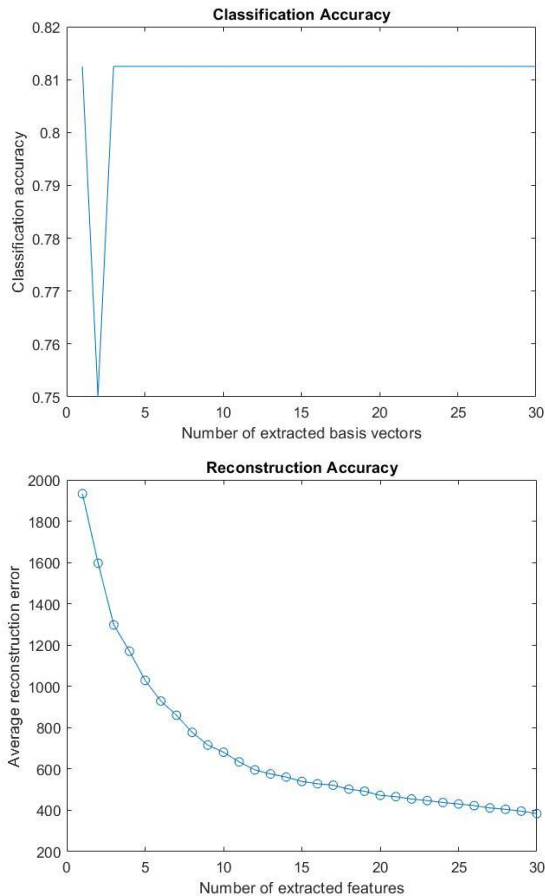 Classification Accuracy
0.82
0.81
0.8
0.79
0.78
0.77
0.76
0.75
Classification accuracy
0 5 10 15 20 25 30
Number of extracted basis vectors
Reconstruction Accuracy
2000
1800
1600
1400
1200
1000
800
600
400
200
Average reconstruction error
0 5 10 15 20 25 30
Number of extracted features